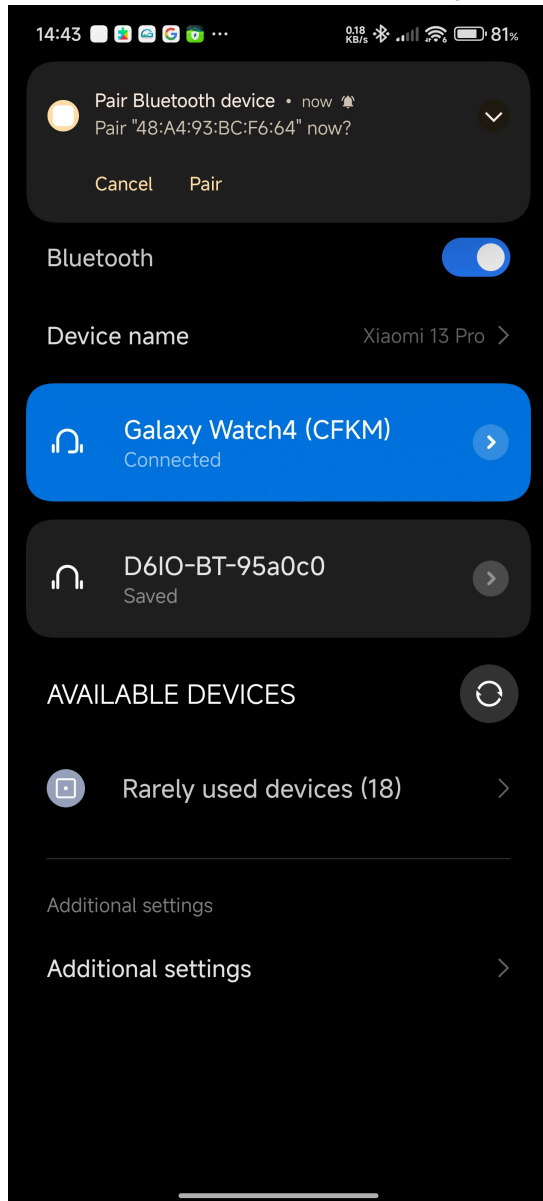 14:43 ··· 0.18 KB/s 6 81%
Pair Bluetooth device • now
Pair "48:A4:93:BC:F6:64" now?
Cancel Pair
Bluetooth
Device name Xiaomi 13 Pro
Galaxy Watch4 (CFKM)
Connected
D6IO-BT-95a0c0
Saved
AVAILABLE DEVICES
Rarely used devices (18)
Additional settings
Additional settings